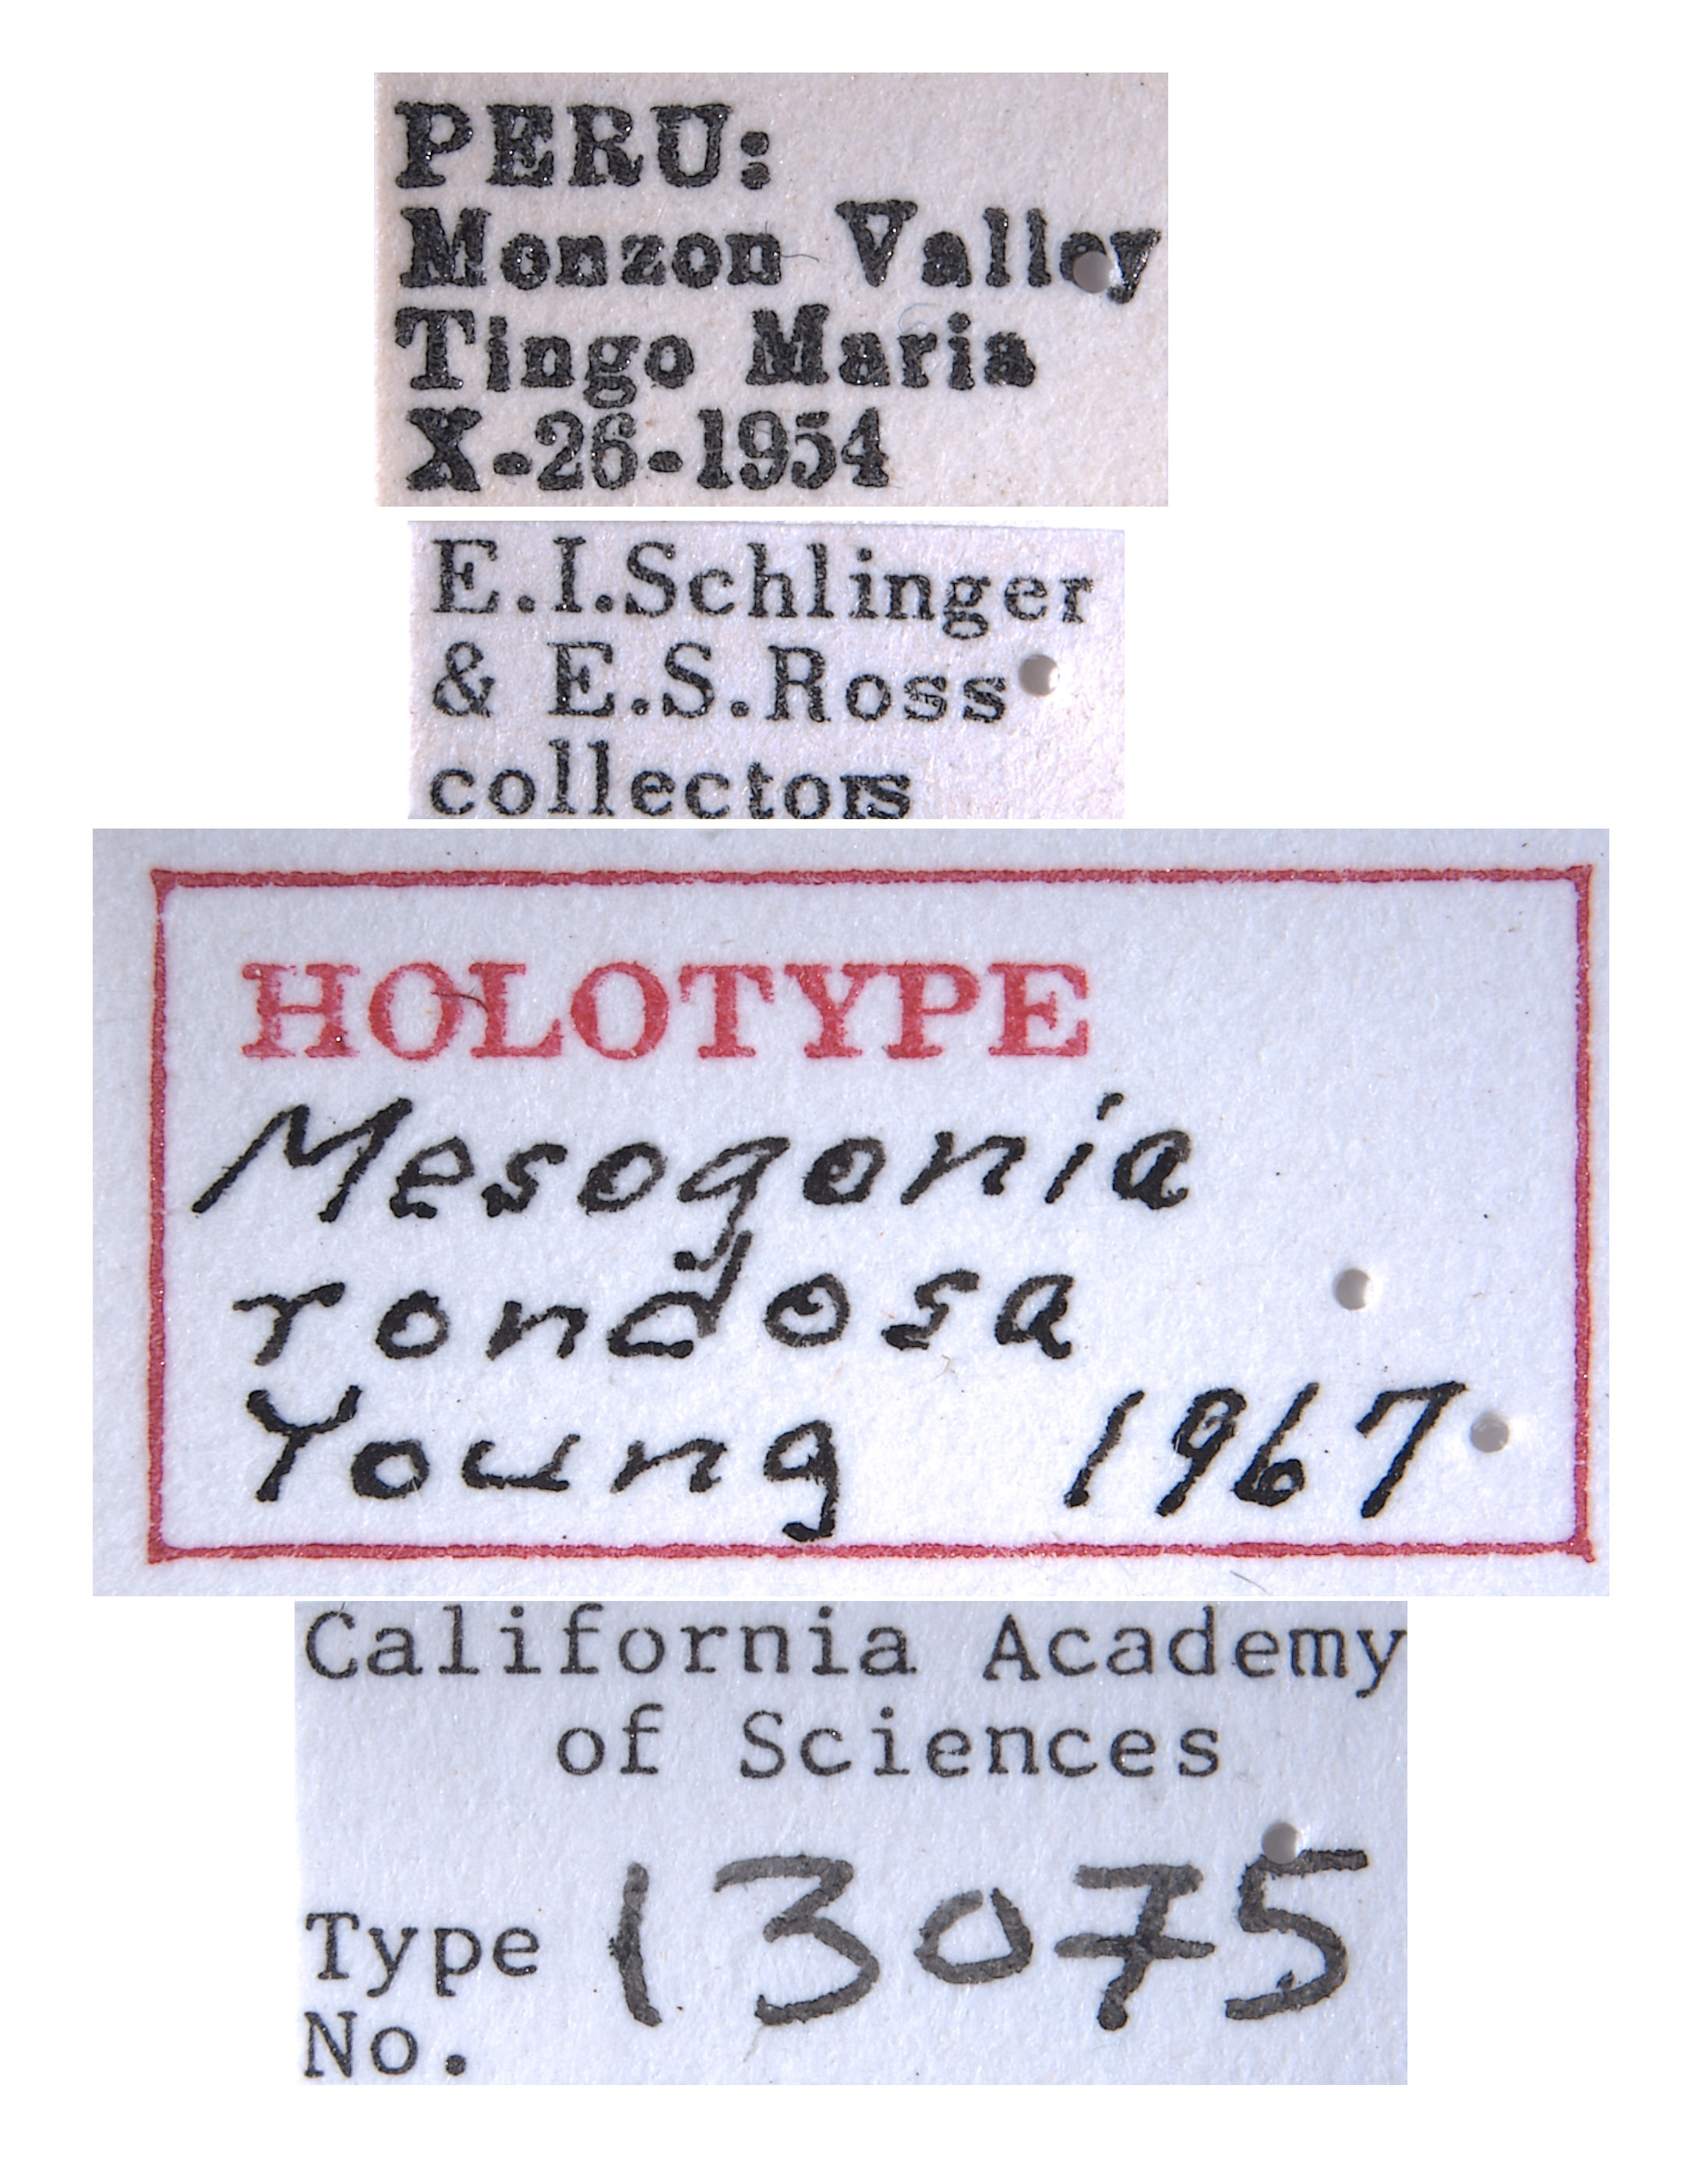 PERU:
Monzon Valley
Tingo Maria
X-26-1954
E.I.Schlinger
& E.S.Ross
collectors
HOLOTYPE
Mesogonia
rondosa
Young 1967
California Academy
of Sciences
Type 13075
No.